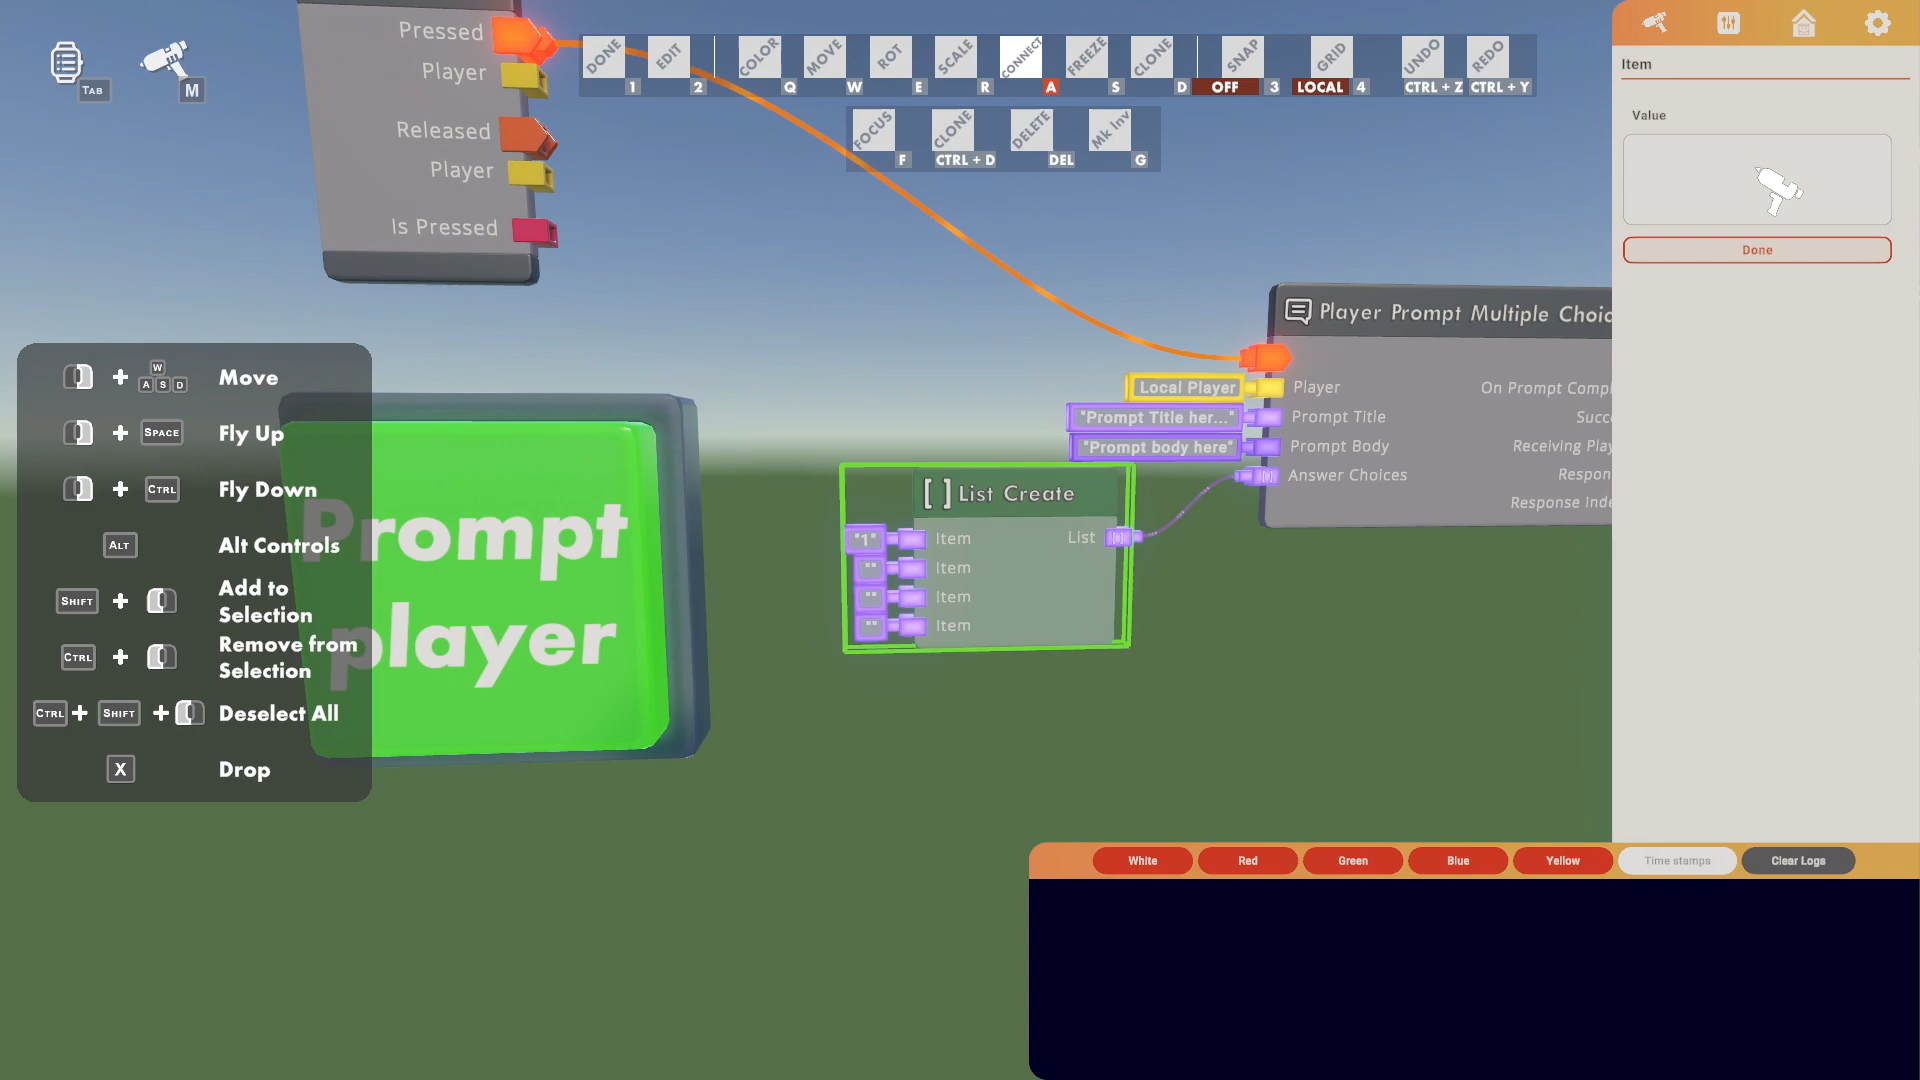 Pressed
Player
Released
Player
Is Pressed
TAB
M
DONE
1
EDIT
2
COLOR
Q
MOVE
W
ROT
E
SCALE
R
CONNECT
A
FREEZE
S
CLONE
D
SNAP
OFF
3
GRID
LOCAL
4
UNDO
CTRL + Z
REDO
CTRL + Y
FOCUS
F
CLONE
CTRL + D
DELETE
DEL
Mk Inv
G
Item
Value
Done
Player Prompt Multiple Choic
Local Player
Player
On Prompt Compl
"Prompt Title her..."
Prompt Title
Succ
"Prompt body here"
Prompt Body
Receiving Play
[]
Answer Choices
Respon
Response Inde
[ ] List Create
"1"
Item
List
[]
""
Item
""
Item
""
Item
+
W
A
S
D
Move
+
SPACE
Fly Up
+
CTRL
Fly Down
ALT
Alt Controls
SHIFT
+
Add to
Selection
CTRL
+
Remove from
Selection
CTRL
+
SHIFT
+
Deselect All
X
Drop
Prompt
player
White
Red
Green
Blue
Yellow
Time stamps
Clear Logs